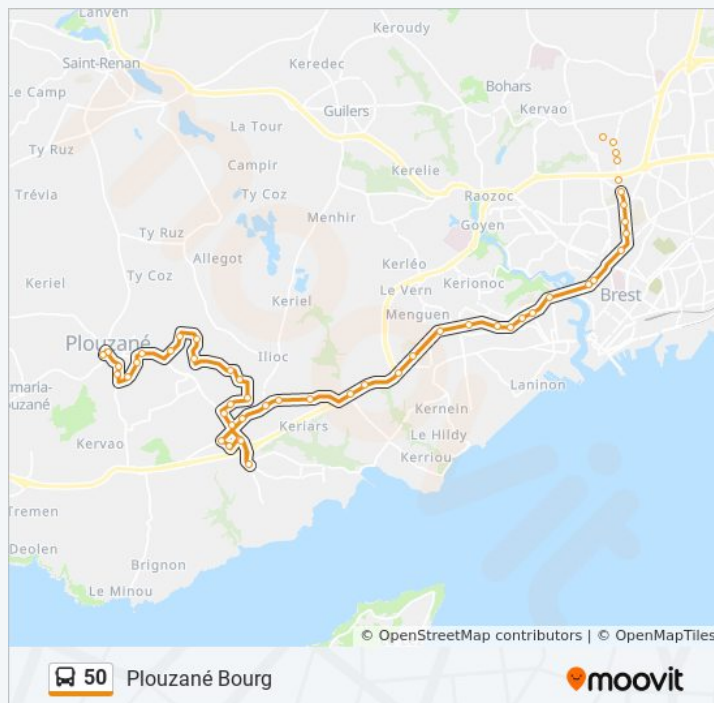 Lanven
Keroudy
Saint-Renan
Keredec
Bohars
Le Camp
Guilers
Kervao
La Tour
Ty Ruz
Kerelie
Campir
Trévia
Ty Coz
Raozoc
Menhir
Goyen
Ty Ruz
Allegot
Kerléo
Kerionoc
Keriel
Ty Coz
Keriel
Le Vern
Brest
Menguen
Plouzané
Ilioc
Laninon
ouzané
Kernein
Keriars
Kervao
Le Hildy
Kerriou
Tremen
Deolen
Brignon
Le Minou
© OpenStreetMap contributors | © OpenMapTiles
50 Plouzané Bourg
moovit